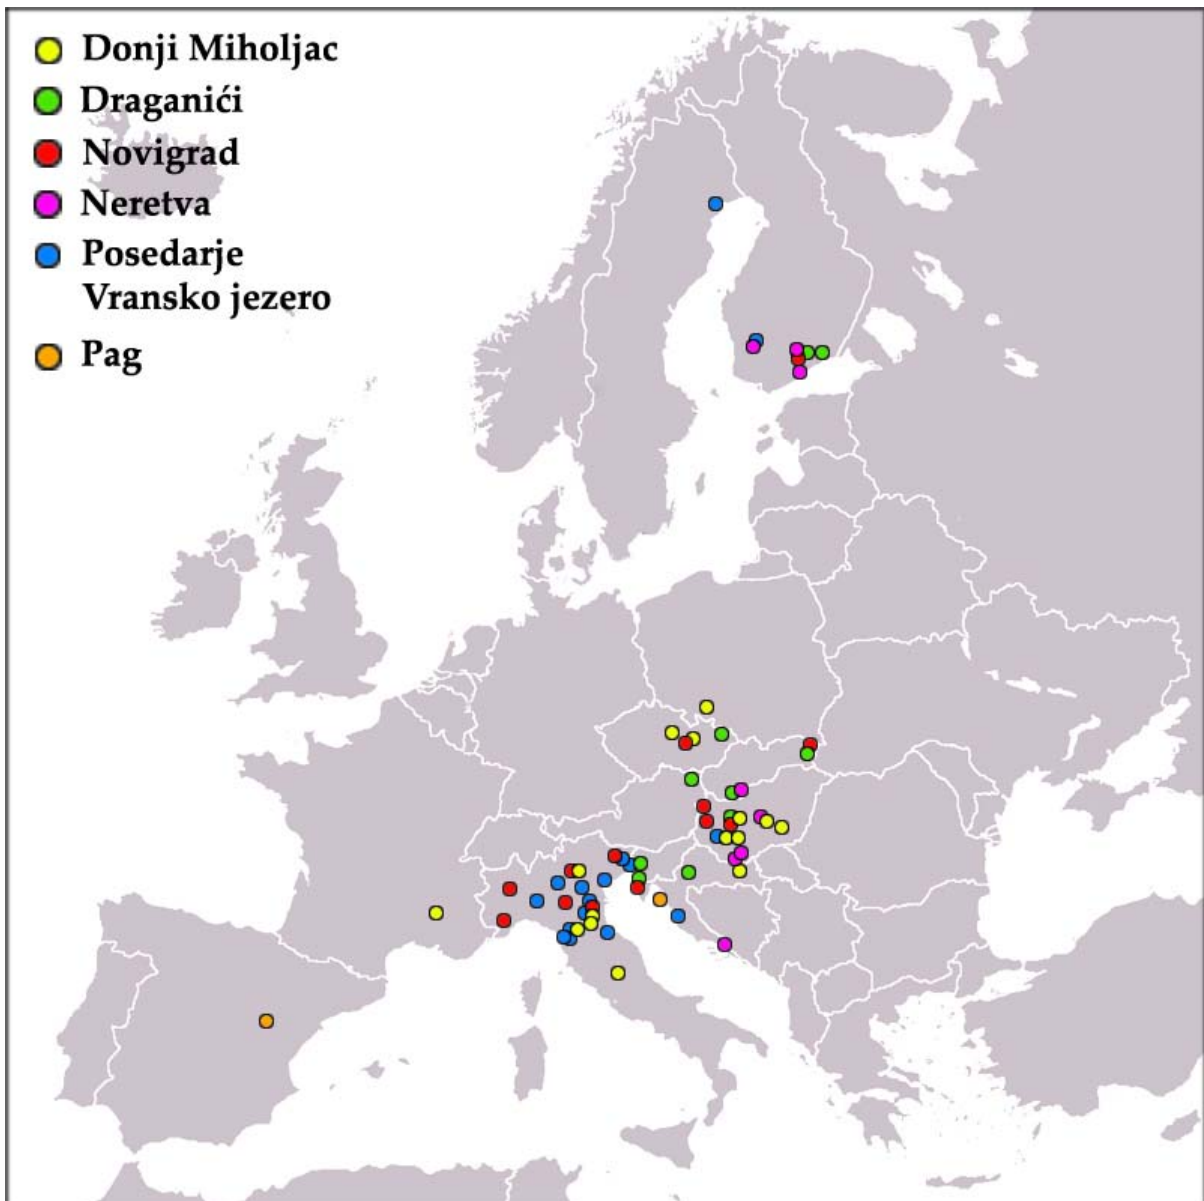 Donji Miholjac
Draganići
Novigrad
Neretva
Posedarje
Vransko jezero
Pag